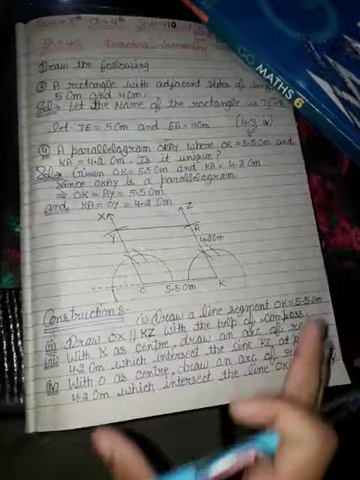 Draw the following
③ A rectangle with adjacent sides of
5 cm and 4 cm.
Sol:→ Let the Name of the rectangle is TEAR
let TE = 5 cm and EA = 4 cm
④ A parallelogram OKAY where OK = 5.5 cm and
KA = 4.2 cm. Is it unique?
Sol→ Given OK = 5.5 cm and KA = 4.2 cm
Since OKAY is a parallelogram
⇒ OK = AY = 5.5 cm
and KA = OY = 4.2 cm
X Z
Y A
4.2 cm
O 5.5 cm K
Construction:-
(i) Draw a line segment OK = 5.5 cm
(ii) Draw OX || KZ with the help of compass.
(iii) With K as centre, draw an arc of
4.2 cm which intersect the line KZ, at
(iv) With O as centre, draw an arc of
4.2 cm which intersect the line
GO MATHS 6